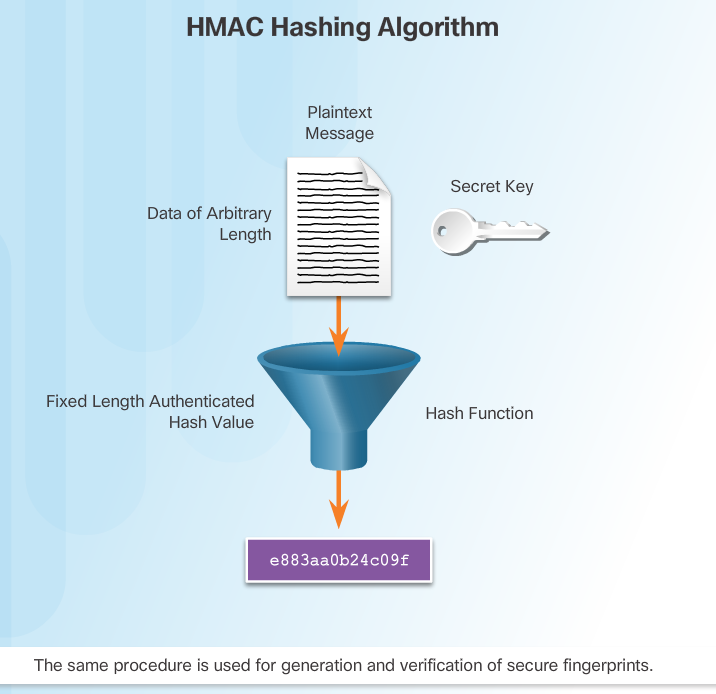 HMAC Hashing Algorithm
Plaintext
Message
Secret Key
Data of Arbitrary
Length
Fixed Length Authenticated
Hash Value
Hash Function
e883aa0b24c09f
The same procedure is used for generation and verification of secure fingerprints.